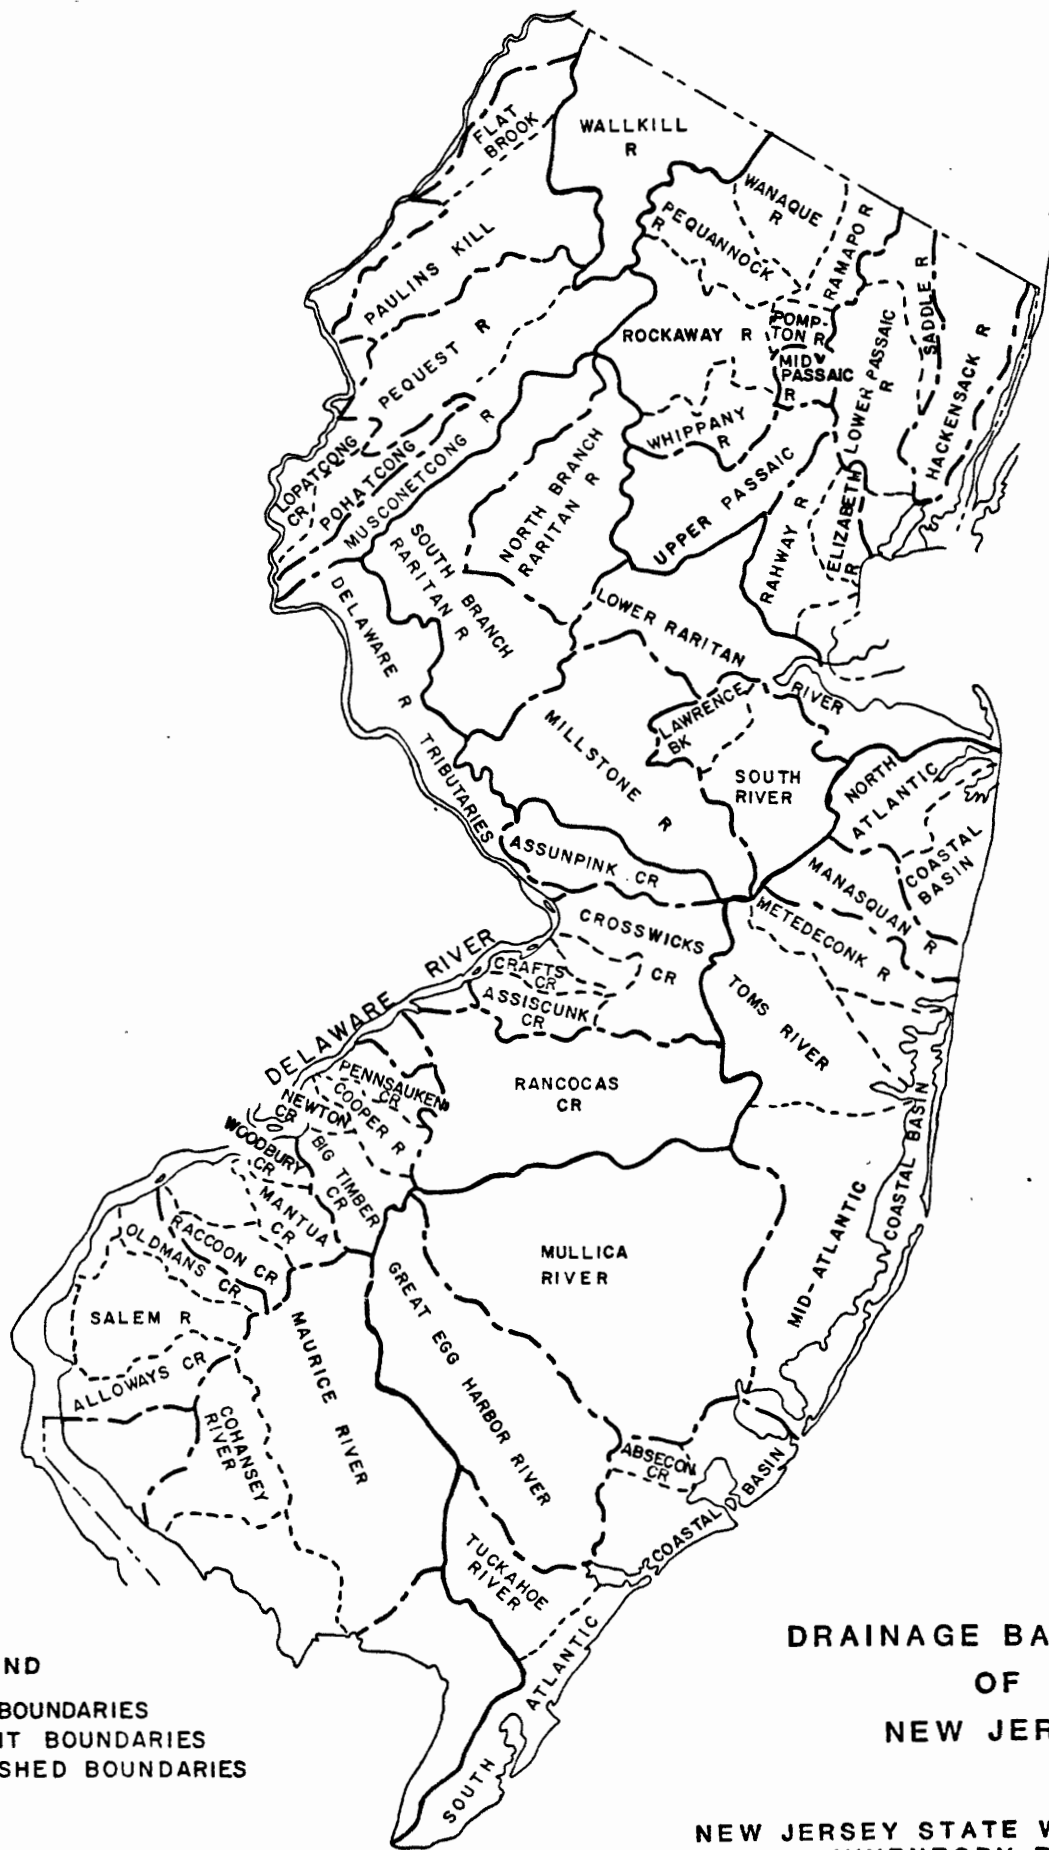 FLAT
BROOK
WALLKILL
R
WANAQUE
R
PEQUANNOCK
R
RAMAPO R
PAULINS KILL
SADDLE R
HACKENSACK R
PEQUEST R
ROCKAWAY R
POMP-
TON R
MID
PASSAIC
R
LOWER PASSAIC
R
WHIPPANY
R
LOPATCONG
CR
POHATCONG
MUSCONETCONG R
NORTH BRANCH
RARITAN R
UPPER PASSAIC
SOUTH BRANCH
RARITAN R
RAHWAY R
ELIZABETH
R
DELAWARE R TRIBUTARIES
LOWER RARITAN
RIVER
LAWRENCE
BK
MILLSTONE R
SOUTH
RIVER
NORTH
ATLANTIC
COASTAL
BASIN
ASSUNPINK CR
MANASQUAN R
METEDECONK R
CROSSWICKS
CR
DELAWARE RIVER
CRAFTS
CR
ASSISCUNK
CR
TOMS RIVER
RANCOCAS
CR
PENNSAUKEN
CR
COOPER R
NEWTON
CR
WOODBURY
CR
BIG TIMBER
CR
MANTUA
CR
RACCOON CR
OLDMANS CR
MULLICA
RIVER
MID-ATLANTIC
COASTAL BASIN
SALEM R
ALLOWAYS CR
COHANSEY
RIVER
MAURICE RIVER
GREAT EGG HARBOR RIVER
ABSECON
CR
TUCKAHOE
RIVER
SOUTH ATLANTIC COASTAL BASIN
ND
BOUNDARIES
IT BOUNDARIES
SHED BOUNDARIES
DRAINAGE BA
OF
NEW JER
NEW JERSEY STATE W